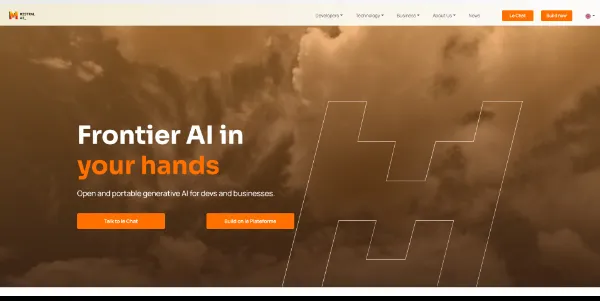 MISTRAL
AI_
Developers
Technology
Business
About us
News
Le Chat
Build now
Frontier AI in
your hands
Open and portable generative AI for devs and businesses.
Talk to le Chat
Build on la Plateforme